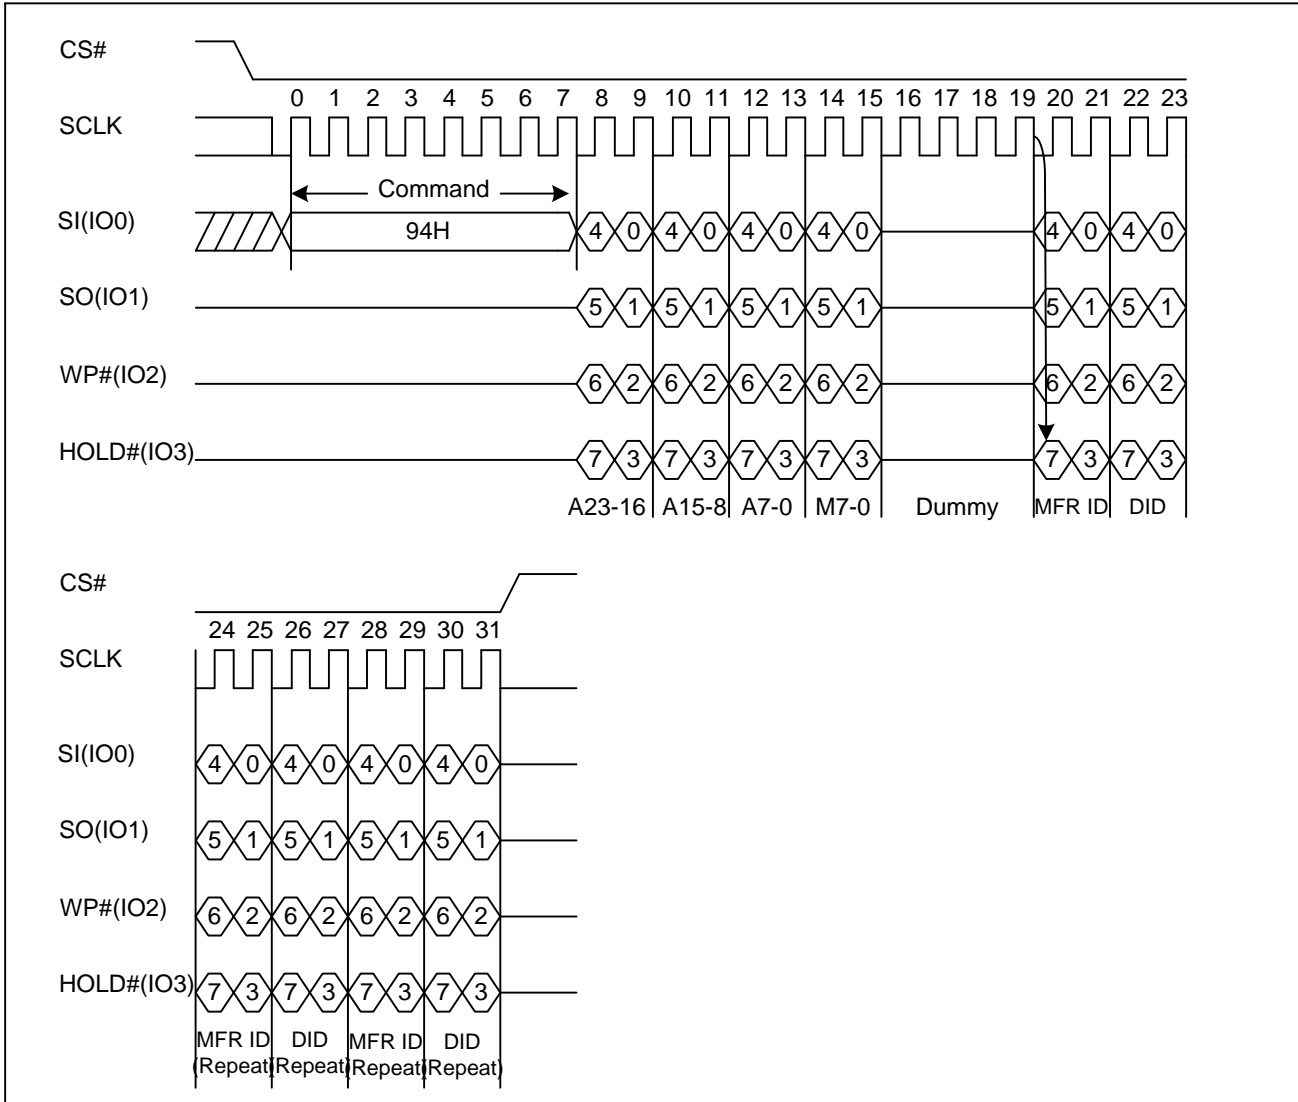 CS#
0 1 2 3 4 5 6 7 8 9 10 11 12 13 14 15 16 17 18 19 20 21 22 23
SCLK
Command
SI(IO0) 94H 4 0 4 0 4 0 4 0 4 0 4 0
SO(IO1) 5 1 5 1 5 1 5 1 5 1 5 1
WP#(IO2) 6 2 6 2 6 2 6 2 6 2 6 2
HOLD#(IO3) 7 3 7 3 7 3 7 3 7 3 7 3
A23-16 A15-8 A7-0 M7-0 Dummy MFR ID DID
CS#
24 25 26 27 28 29 30 31
SCLK
SI(IO0) 4 0 4 0 4 0 4 0
SO(IO1) 5 1 5 1 5 1 5 1
WP#(IO2) 6 2 6 2 6 2 6 2
HOLD#(IO3) 7 3 7 3 7 3 7 3
MFR ID DID MFR ID DID
(Repeat) (Repeat) (Repeat) (Repeat)